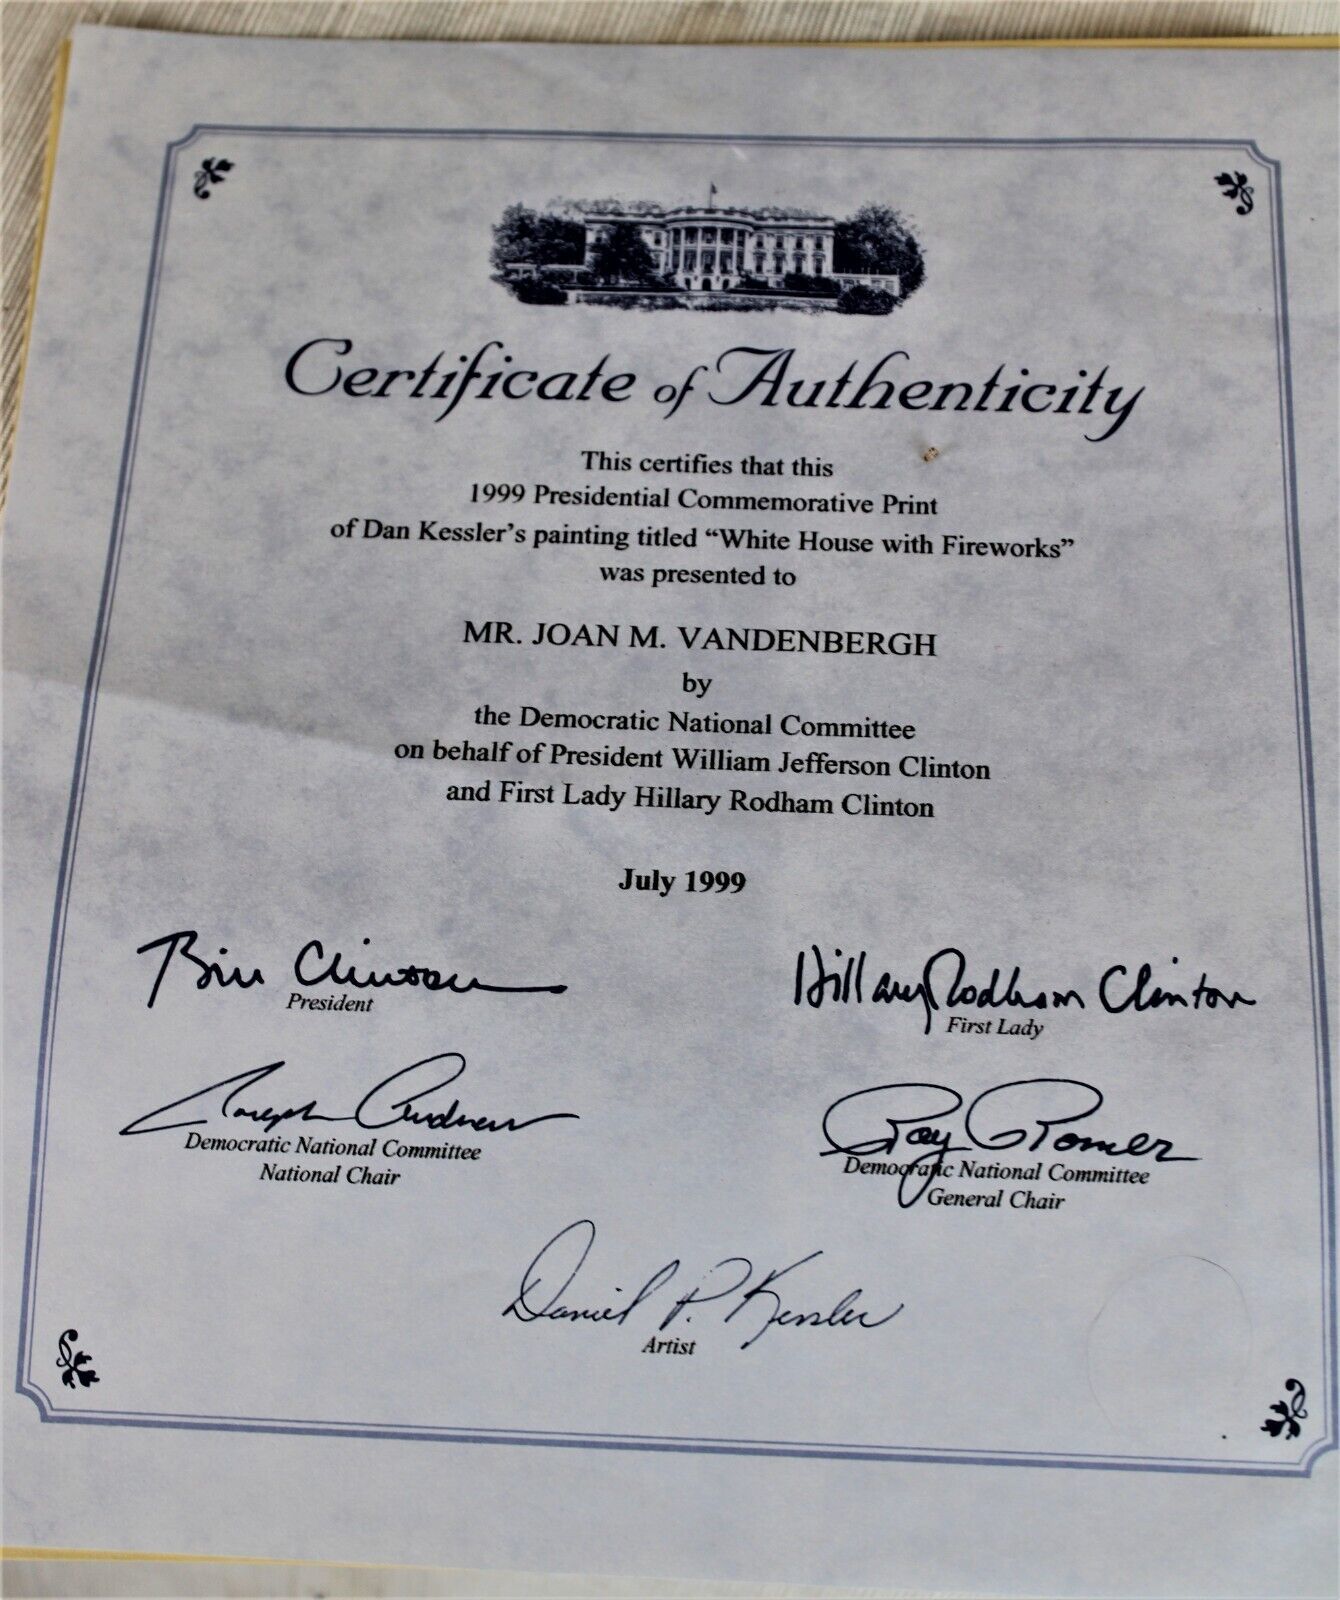 Certificate of Authenticity
This certifies that this
1999 Presidential Commemorative Print
of Dan Kessler's painting titled “White House with Fireworks”
was presented to
MR. JOAN M. VANDENBERGH
by
the Democratic National Committee
on behalf of President William Jefferson Clinton
and First Lady Hillary Rodham Clinton
July 1999
Bill Clinton
President
Hillary Rodham Clinton
First Lady
Joseph Andrew
Democratic National Committee
National Chair
Roy Romer
Democratic National Committee
General Chair
Daniel P. Kessler
Artist